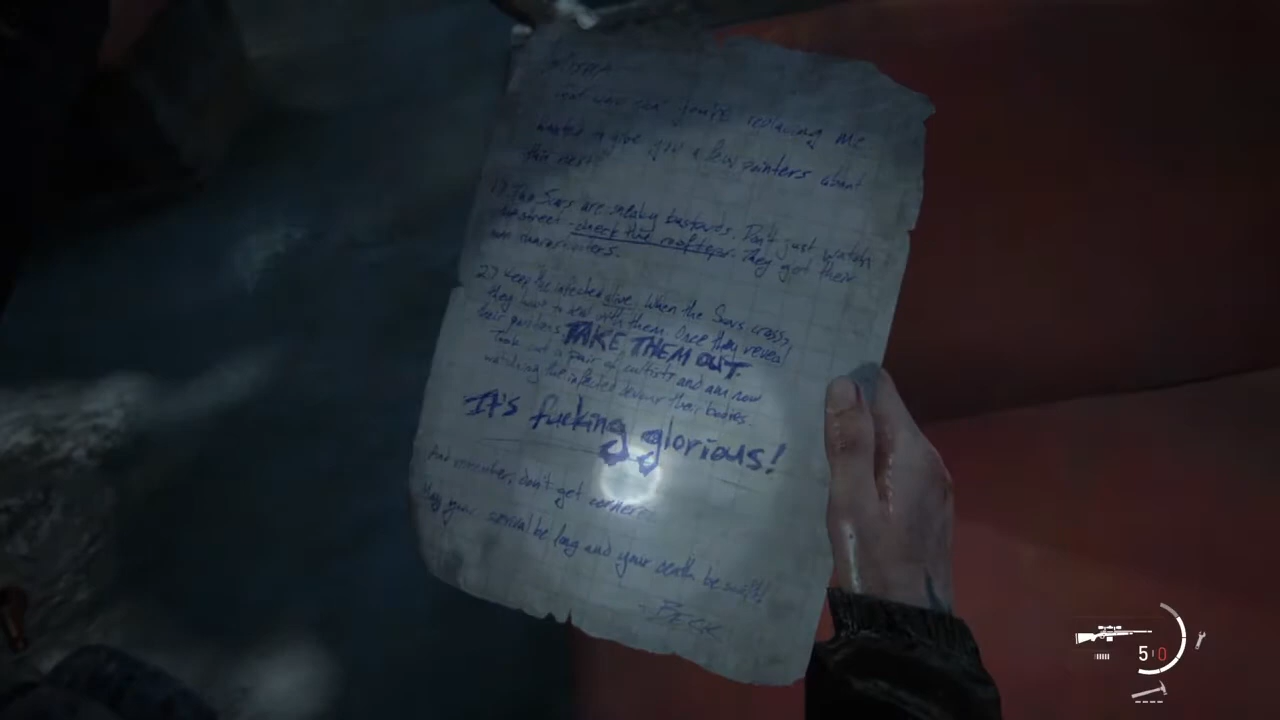 you're replacing me
wanted to give you a few pointers about
this nest.
1) The Scars are sneaky bastards. Don't just watch
the street - check the rooftops. They got their
own sharpshooters.
2) Keep the infected alive. When the Scars cross,
they have to deal with them. Once they reveal
their positions TAKE THEM OUT.
Took out a pair of cultists and am now
watching the infected devour their bodies.
It's fucking glorious!
And remember, don't get cornered
May your survival be long and your death be swift!
- BECK
5 0